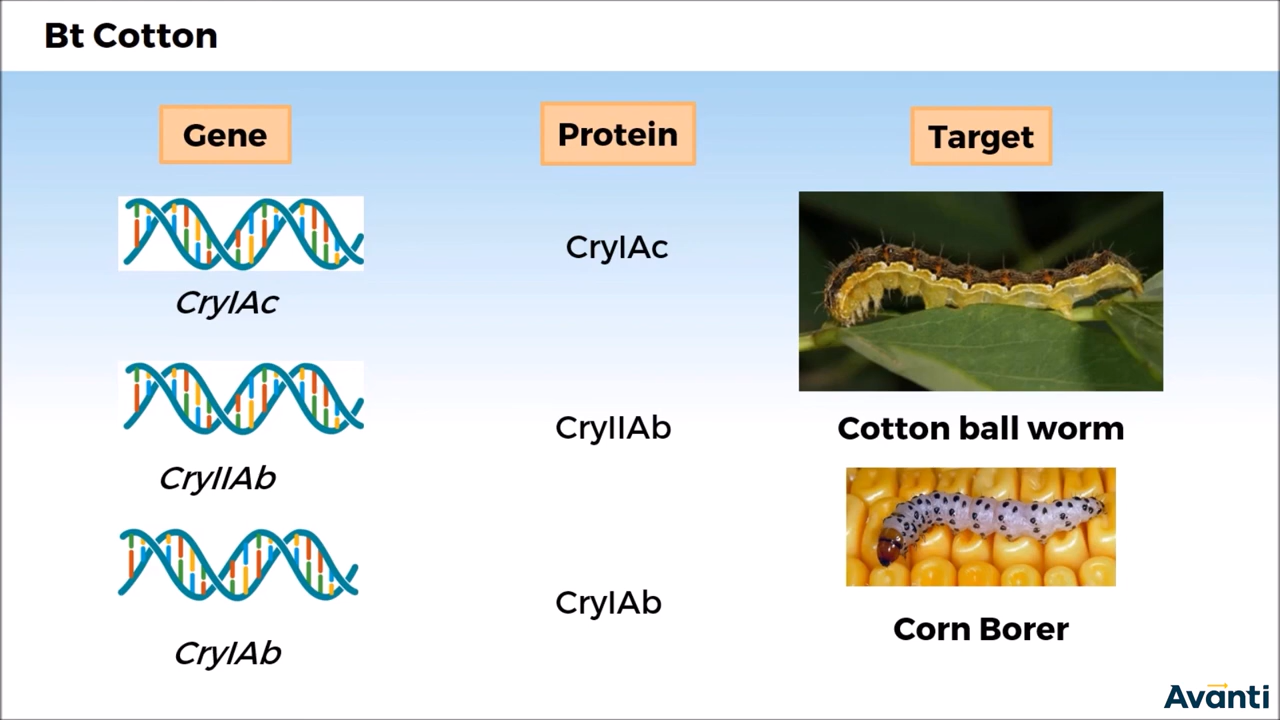 Bt Cotton
Gene
Protein
Target
CryIAc
CryIAc
CryIIAb
CryIIAb
Cotton ball worm
CryIAb
CryIAb
Corn Borer
Avanti